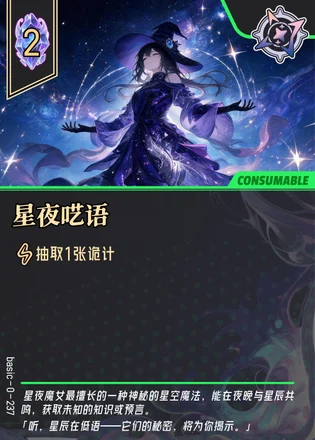 2
CONSUMABLE
星夜呓语
抽取1张诡计
星夜魔女最擅长的一种神秘的星空魔法，能在夜晚与星辰共
鸣，获取未知的知识或预言。
「听，星辰在低语——它们的秘密，将为你揭示。」
basic-0-237